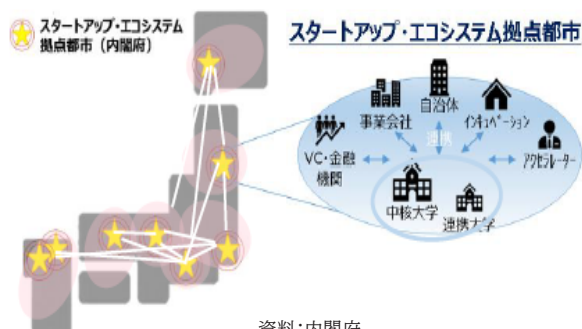 スタートアップ・エコシステム
拠点都市（内閣府）
スタートアップ・エコシステム拠点都市
自治体
事業会社
インキュベーション
連携
VC・金融
機関
アクセラレーター
中核大学
連携大学
資料:内閣府